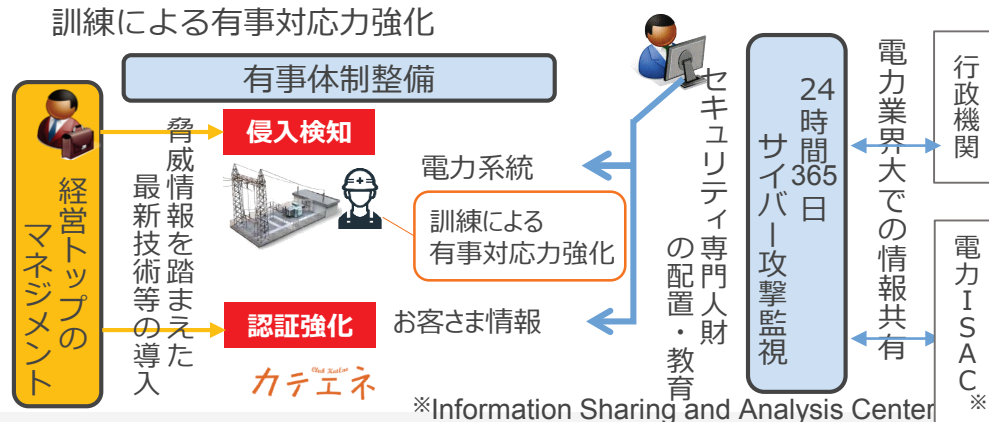 訓練による有事対応力強化
有事体制整備
経営トップの
マネジメント
脅威情報を踏まえた
最新技術等の導入
侵入検知
電力系統
訓練による
有事対応力強化
認証強化
お客さま情報
Club KatEne
カテエネ
セキュリティ専門人財
の配置・教育
24時間365日
サイバー攻撃監視
電力業界大での情報共有
行政機関
電力ISAC※
※Information Sharing and Analysis Center